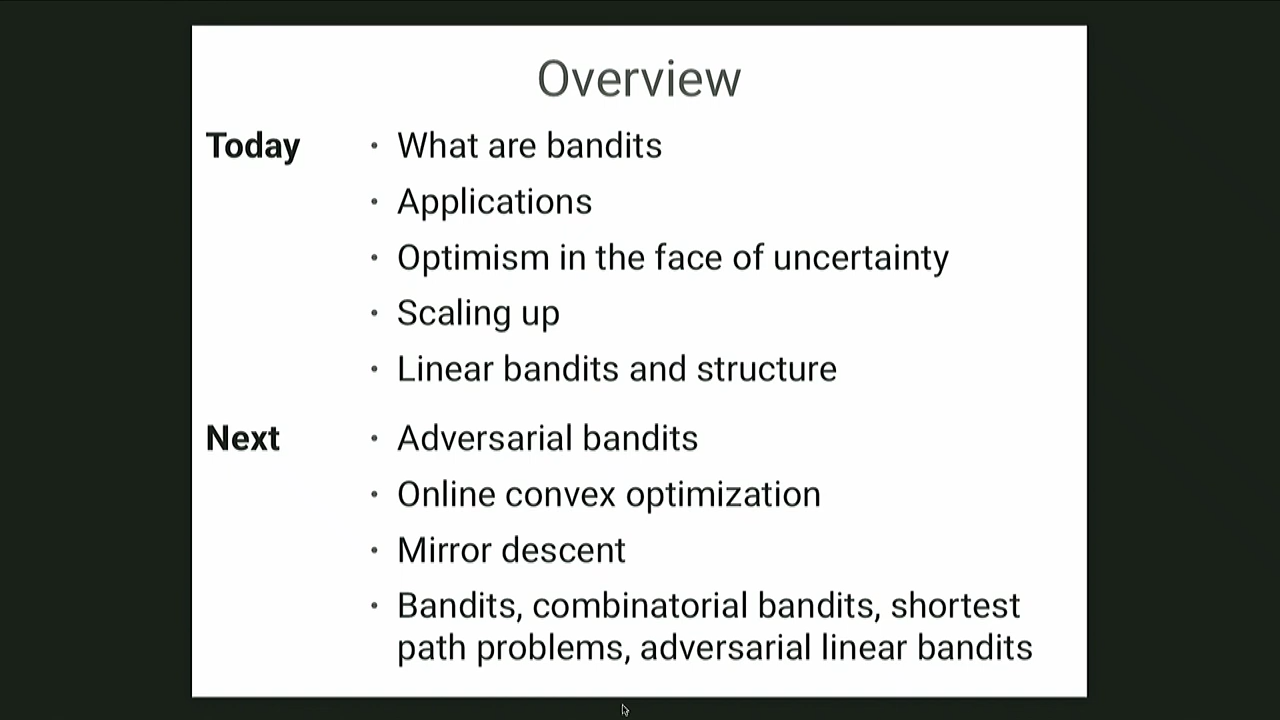 Overview
Today
• What are bandits
• Applications
• Optimism in the face of uncertainty
• Scaling up
• Linear bandits and structure
Next
• Adversarial bandits
• Online convex optimization
• Mirror descent
• Bandits, combinatorial bandits, shortest
path problems, adversarial linear bandits